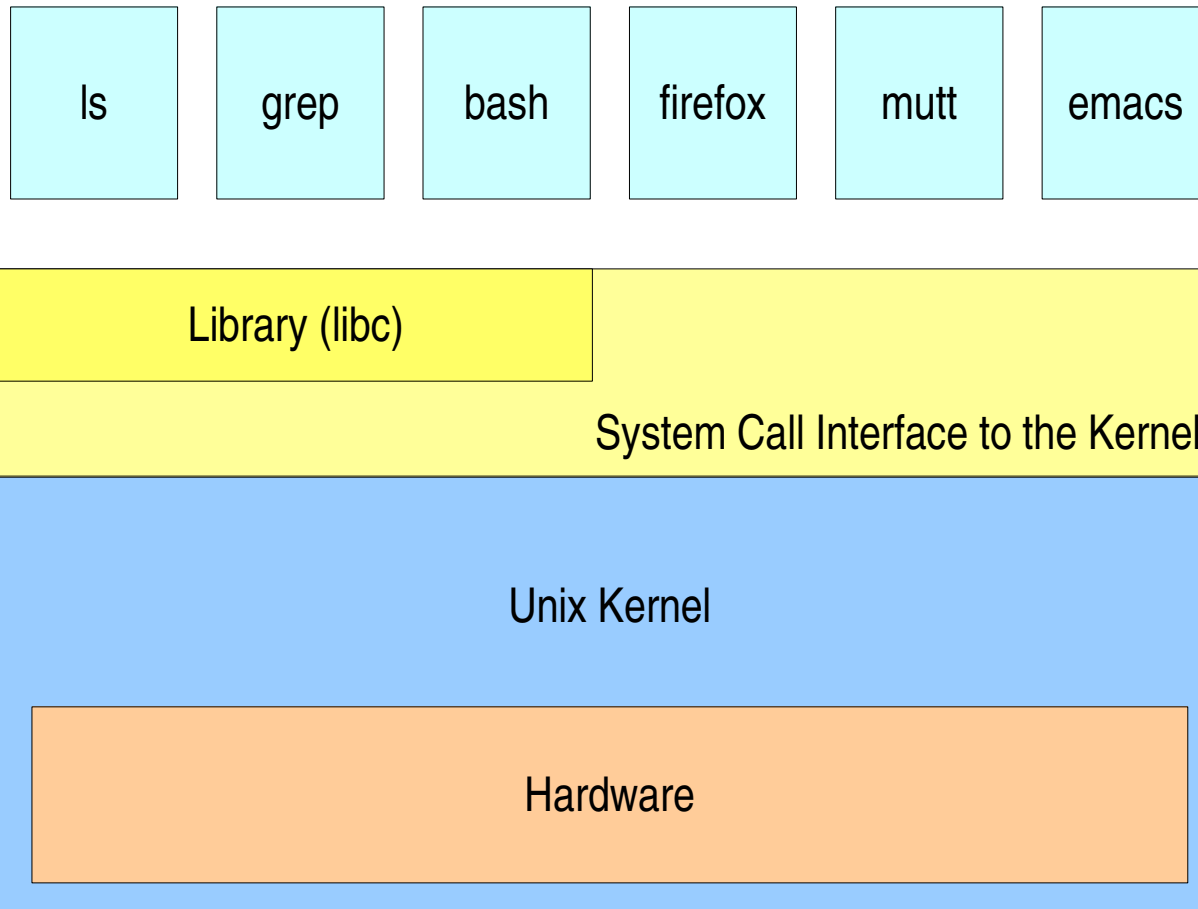 ls
grep
bash
firefox
mutt
emacs
Library (libc)
System Call Interface to the Kernel
Unix Kernel
Hardware